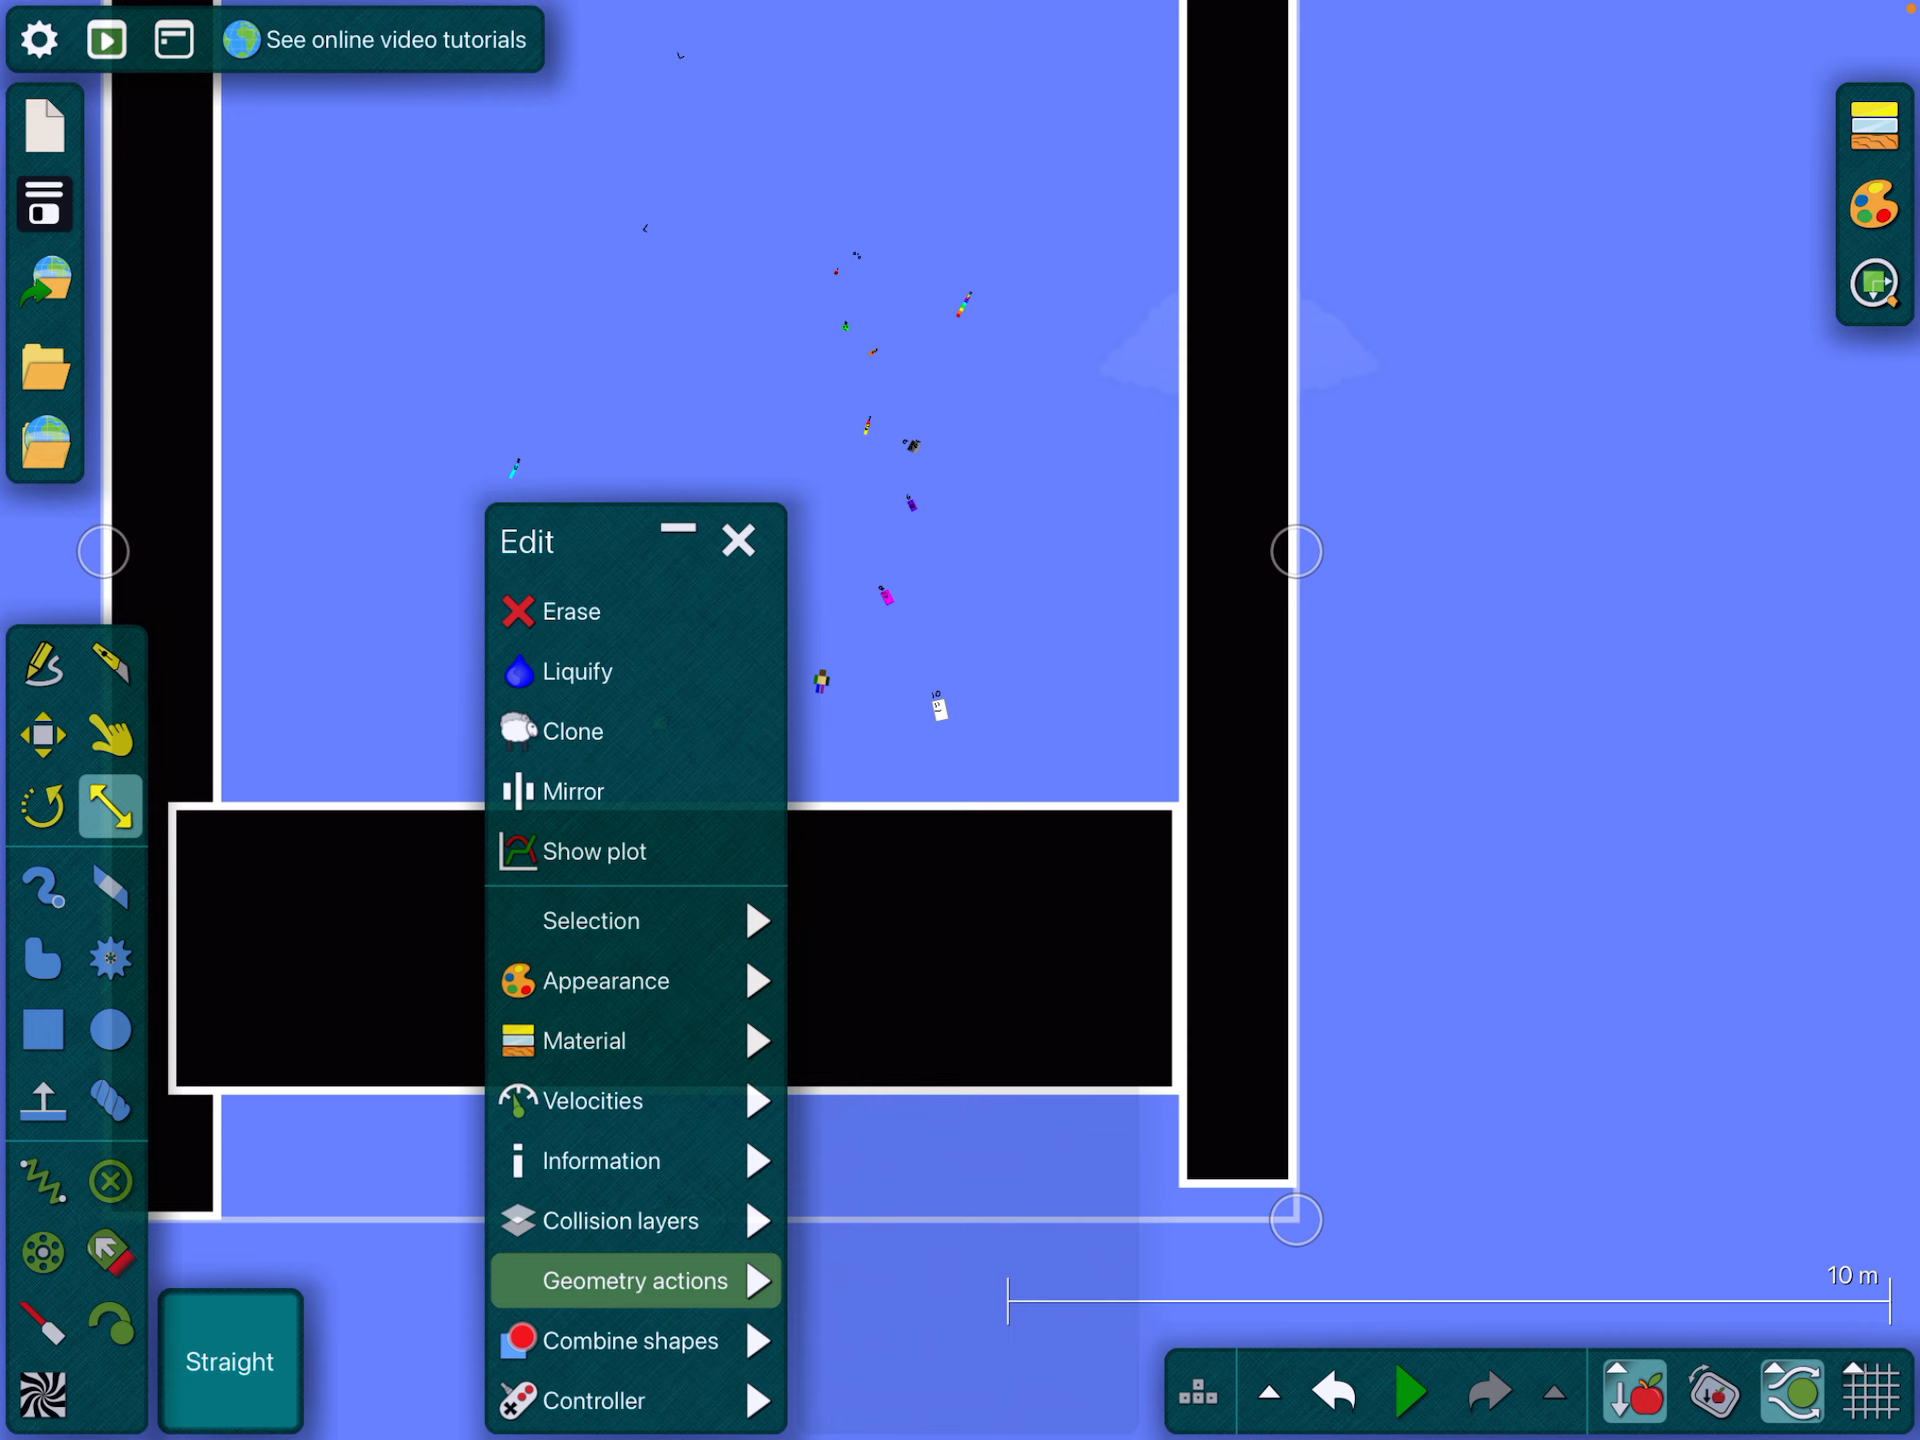 See online video tutorials
Edit
Erase
Liquify
Clone
Mirror
Show plot
Selection
Appearance
Material
Velocities
Information
Collision layers
Geometry actions
Combine shapes
Controller
Straight
10 m